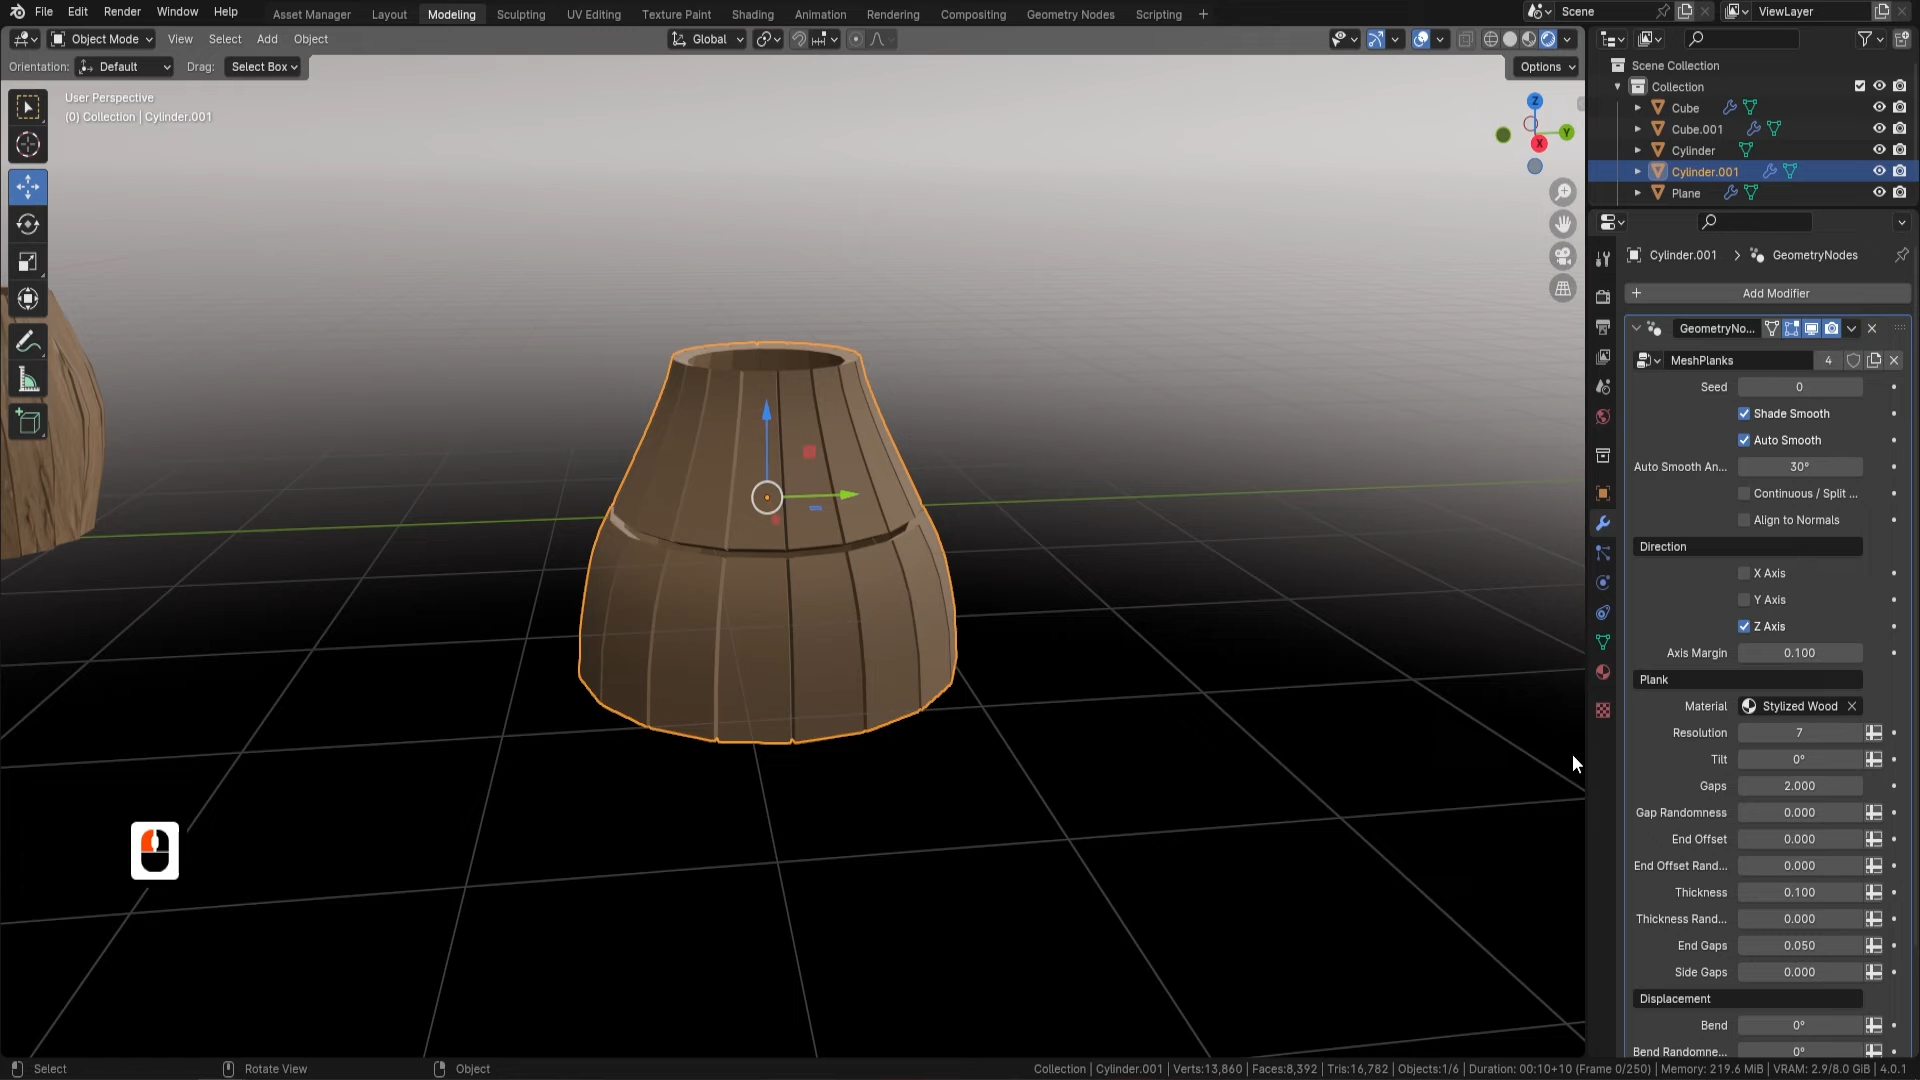 File Edit Render Window Help Asset Manager Layout Modeling Sculpting UV Editing Texture Paint Shading Animation Rendering Compositing Geometry Nodes Scripting + Scene ViewLayer
Object Mode View Select Add Object Global
Orientation: Default Drag: Select Box Options
User Perspective
(0) Collection | Cylinder.001
Z
Y
X
Scene Collection
Collection
Cube
Cube.001
Cylinder
Cylinder.001
Plane
Cylinder.001 > GeometryNodes
+ Add Modifier
GeometryNo...
MeshPlanks 4
Seed 0
Shade Smooth
Auto Smooth
Auto Smooth An... 30°
Continuous / Split ...
Align to Normals
Direction
X Axis
Y Axis
Z Axis
Axis Margin 0.100
Plank
Material Stylized Wood
Resolution 7
Tilt 0°
Gaps 2.000
Gap Randomness 0.000
End Offset 0.000
End Offset Rand... 0.000
Thickness 0.100
Thickness Rand... 0.000
End Gaps 0.050
Side Gaps 0.000
Displacement
Bend 0°
Bend Randomne... 0°
Select Rotate View Object Collection | Cylinder.001 | Verts:13,860 | Faces:8,392 | Tris:16,782 | Objects:1/6 | Duration: 00:10+10 (Frame 0/250) | Memory: 219.6 MiB | VRAM: 2.9/8.0 GiB | 4.0.1